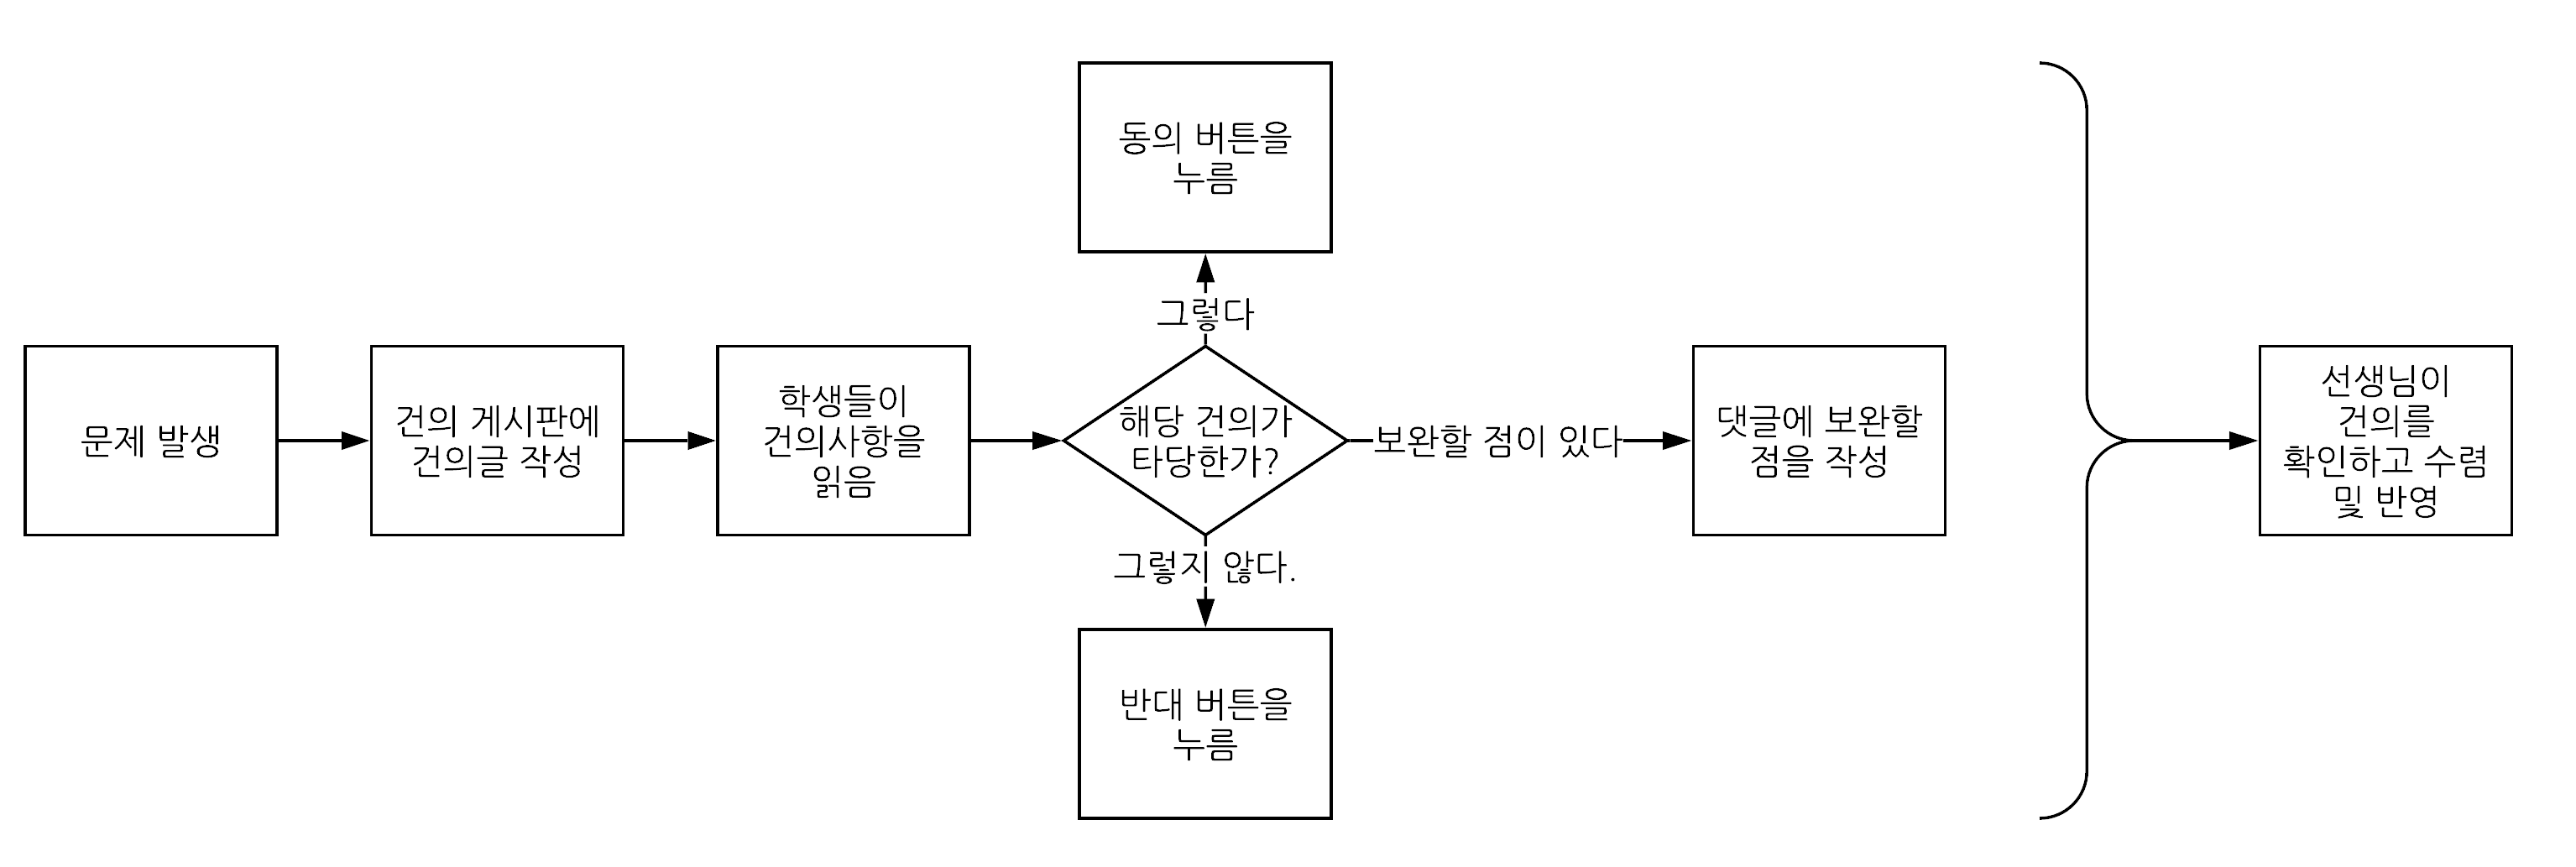 문제 발생
건의 게시판에
건의글 작성
학생들이
건의사항을
읽음
해당 건의가
타당한가?
그렇다
동의 버튼을
누름
그렇지 않다.
반대 버튼을
누름
보완할 점이 있다
댓글에 보완할
점을 작성
선생님이
건의를
확인하고 수렴
및 반영